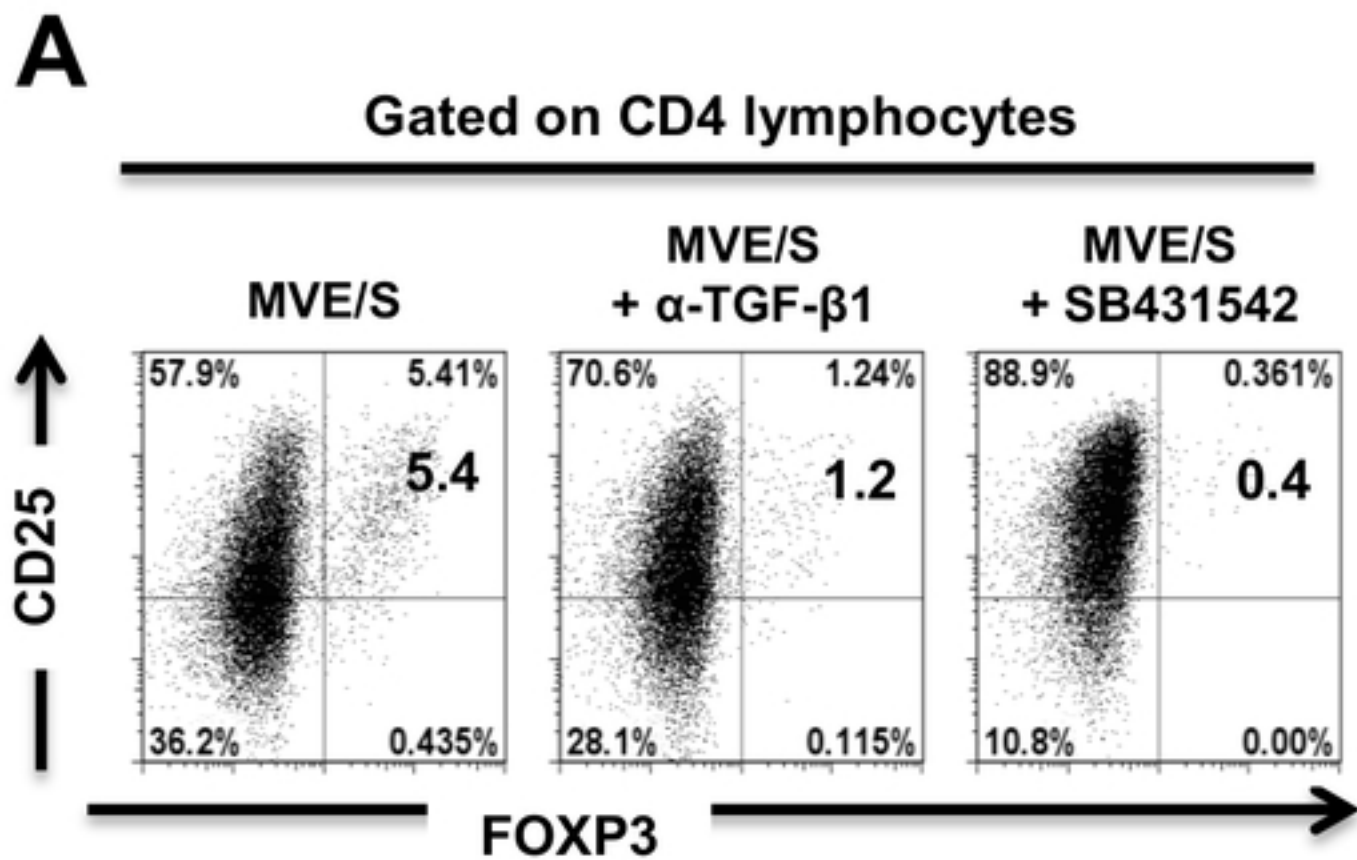 A
Gated on CD4 lymphocytes
MVE/S
MVE/S
+ α-TGF-β1
MVE/S
+ SB431542
57.9% 5.41%
5.4
36.2% 0.435%
70.6% 1.24%
1.2
28.1% 0.115%
88.9% 0.361%
0.4
10.8% 0.00%
CD25
FOXP3